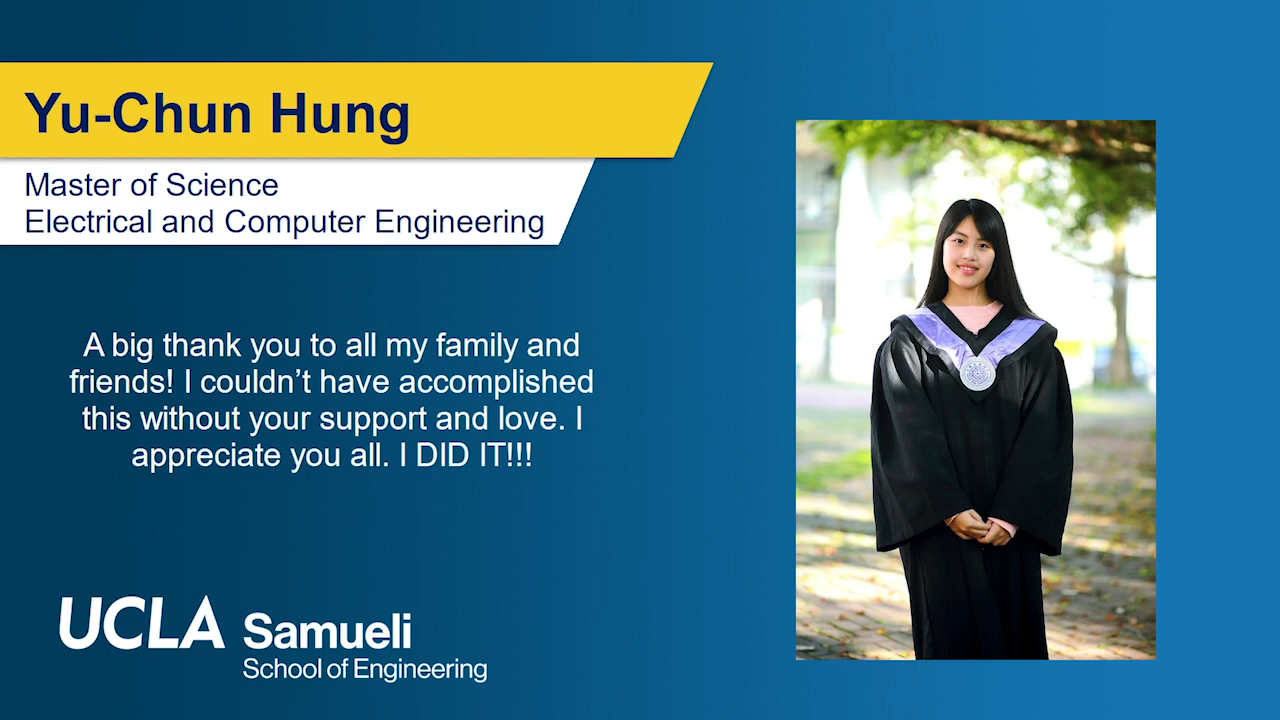 Yu-Chun Hung
Master of Science
Electrical and Computer Engineering
A big thank you to all my family and
friends! I couldn’t have accomplished
this without your support and love. I
appreciate you all. I DID IT!!!
UCLA Samueli
School of Engineering